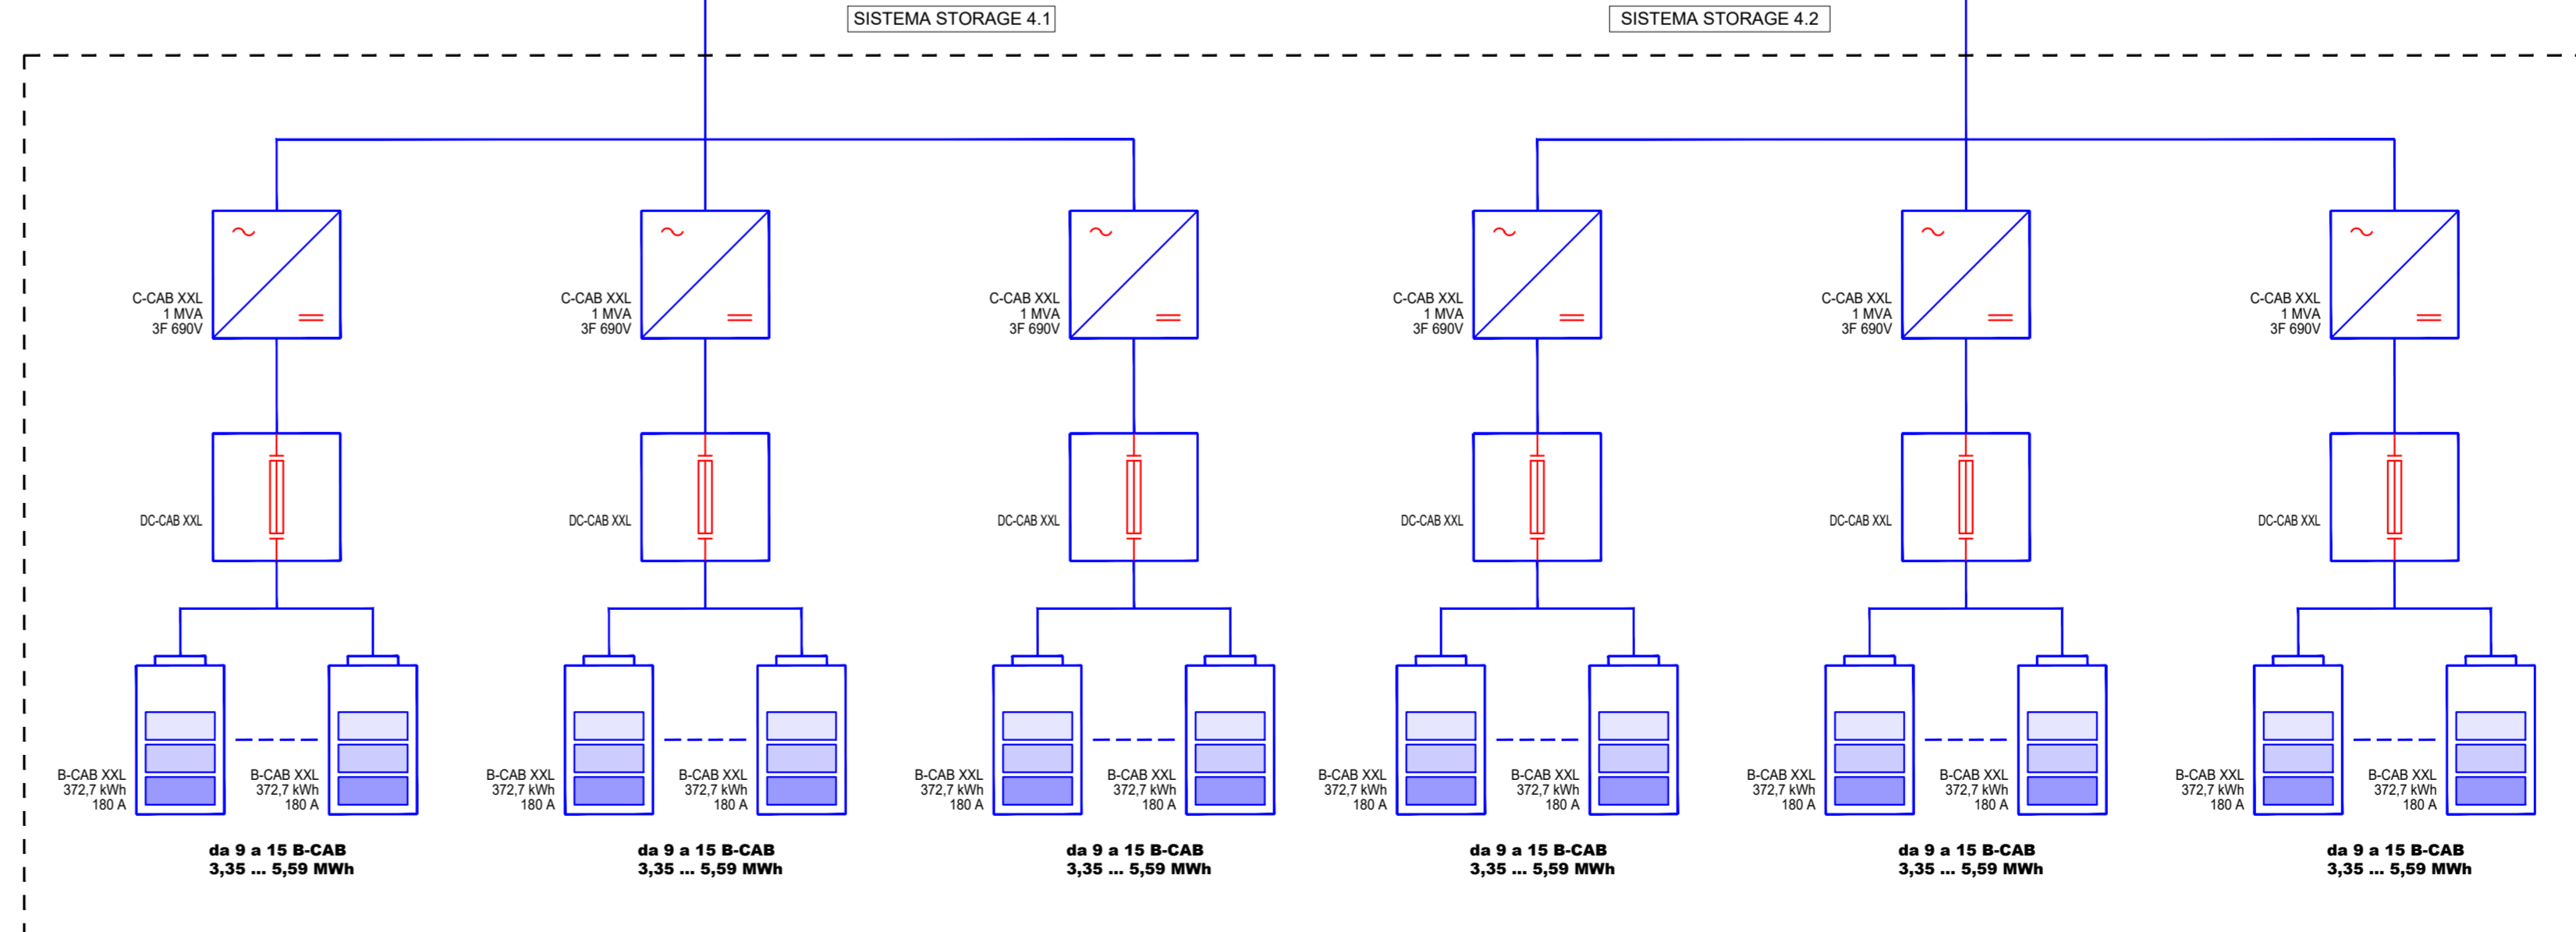 SISTEMA STORAGE 4.1
SISTEMA STORAGE 4.2
C-CAB XXL
1 MVA
3F 690V
C-CAB XXL
1 MVA
3F 690V
C-CAB XXL
1 MVA
3F 690V
C-CAB XXL
1 MVA
3F 690V
C-CAB XXL
1 MVA
3F 690V
C-CAB XXL
1 MVA
3F 690V
DC-CAB XXL
DC-CAB XXL
DC-CAB XXL
DC-CAB XXL
DC-CAB XXL
DC-CAB XXL
B-CAB XXL
372,7 kWh
180 A
B-CAB XXL
372,7 kWh
180 A
B-CAB XXL
372,7 kWh
180 A
B-CAB XXL
372,7 kWh
180 A
B-CAB XXL
372,7 kWh
180 A
B-CAB XXL
372,7 kWh
180 A
B-CAB XXL
372,7 kWh
180 A
B-CAB XXL
372,7 kWh
180 A
B-CAB XXL
372,7 kWh
180 A
B-CAB XXL
372,7 kWh
180 A
B-CAB XXL
372,7 kWh
180 A
B-CAB XXL
372,7 kWh
180 A
da 9 a 15 B-CAB
3,35 ... 5,59 MWh
da 9 a 15 B-CAB
3,35 ... 5,59 MWh
da 9 a 15 B-CAB
3,35 ... 5,59 MWh
da 9 a 15 B-CAB
3,35 ... 5,59 MWh
da 9 a 15 B-CAB
3,35 ... 5,59 MWh
da 9 a 15 B-CAB
3,35 ... 5,59 MWh